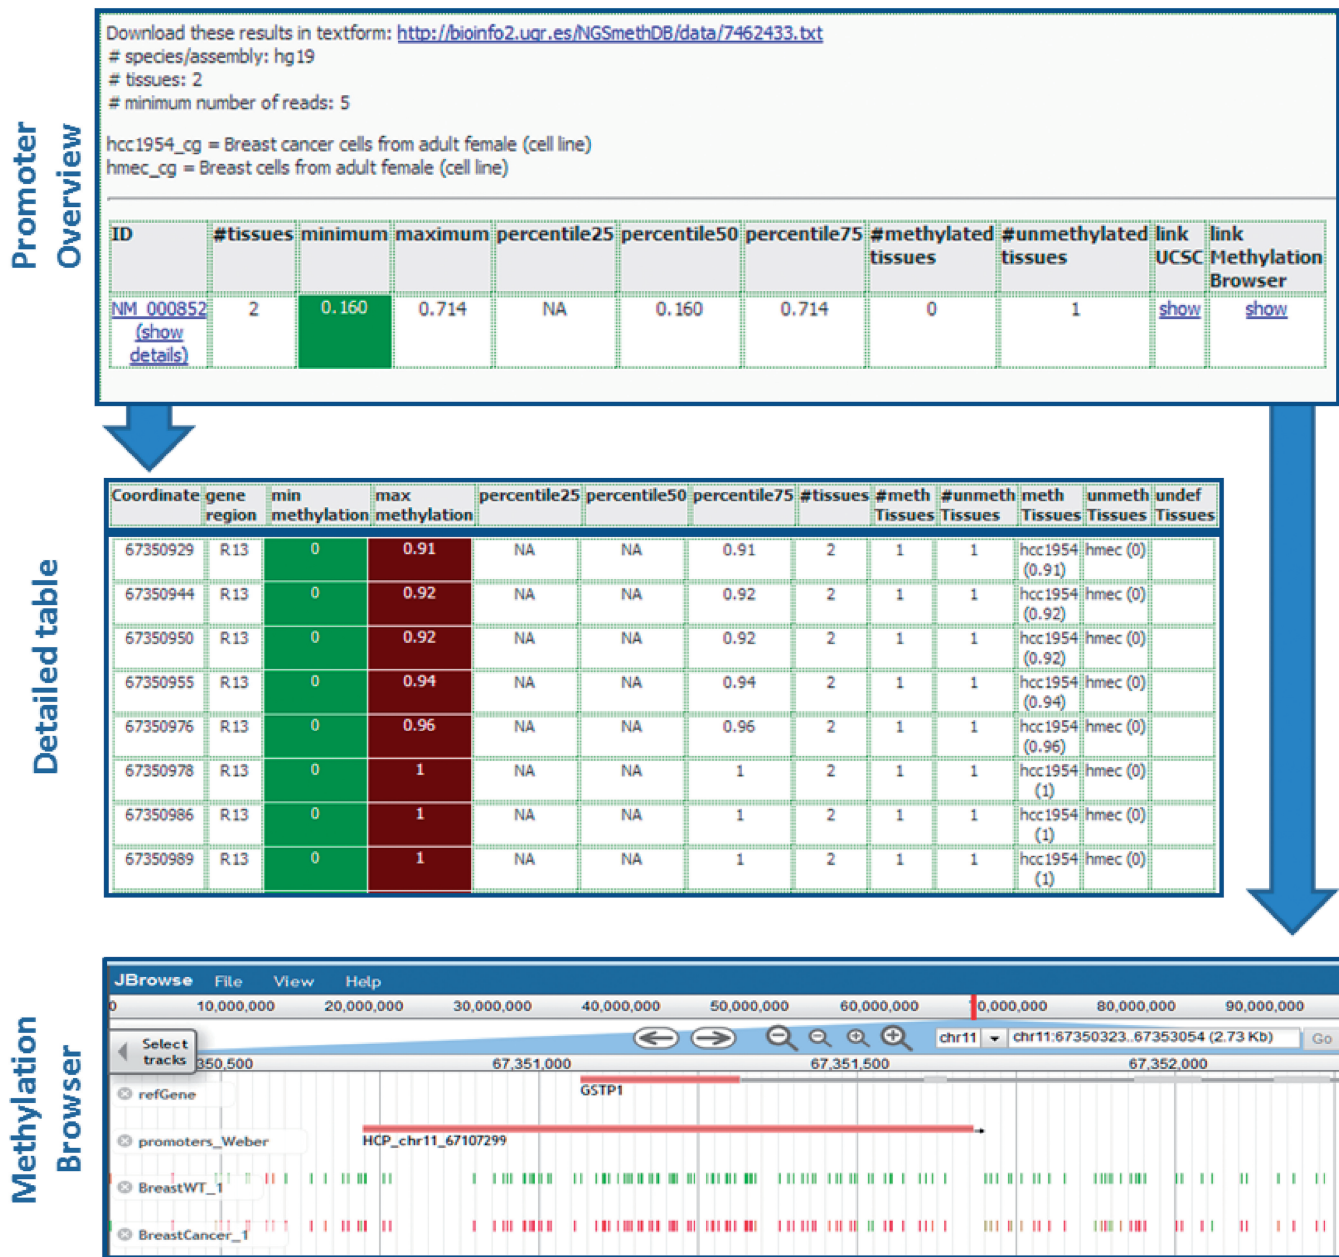 Promoter
Overview
Download these results in textform: http://bioinfo2.ugr.es/NGSmethDB/data/7462433.txt
# species/assembly: hg19
# tissues: 2
# minimum number of reads: 5
hcc1954_cg = Breast cancer cells from adult female (cell line)
hmec_cg = Breast cells from adult female (cell line)
ID #tissues minimum maximum percentile25 percentile50 percentile75 #methylated #unmethylated link link
tissues tissues UCSC Methylation
Browser
NM_000852 2 0.160 0.714 NA 0.160 0.714 0 1 show show
(show
details)
Detailed table
Coordinate gene min max percentile25 percentile50 percentile75 #tissues #meth #unmeth meth unmeth undef
region methylation methylation Tissues Tissues Tissues Tissues Tissues
67350929 R13 0 0.91 NA NA 0.91 2 1 1 hcc1954 hmec (0)
(0.91)
67350944 R13 0 0.92 NA NA 0.92 2 1 1 hcc1954 hmec (0)
(0.92)
67350950 R13 0 0.92 NA NA 0.92 2 1 1 hcc1954 hmec (0)
(0.92)
67350955 R13 0 0.94 NA NA 0.94 2 1 1 hcc1954 hmec (0)
(0.94)
67350976 R13 0 0.96 NA NA 0.96 2 1 1 hcc1954 hmec (0)
(0.96)
67350978 R13 0 1 NA NA 1 2 1 1 hcc1954 hmec (0)
(1)
67350986 R13 0 1 NA NA 1 2 1 1 hcc1954 hmec (0)
(1)
67350989 R13 0 1 NA NA 1 2 1 1 hcc1954 hmec (0)
(1)
Methylation
Browser
JBrowse File View Help
0 10,000,000 20,000,000 30,000,000 40,000,000 50,000,000 60,000,000 70,000,000 80,000,000 90,000,000
Select
tracks
chr11 chr11:67350323..67353054 (2.73 Kb) Go
350,500 67,351,000 67,351,500 67,352,000
refGene
GSTP1
promoters_Weber
HCP_chr11_67107299
BreastWT_1
BreastCancer_1